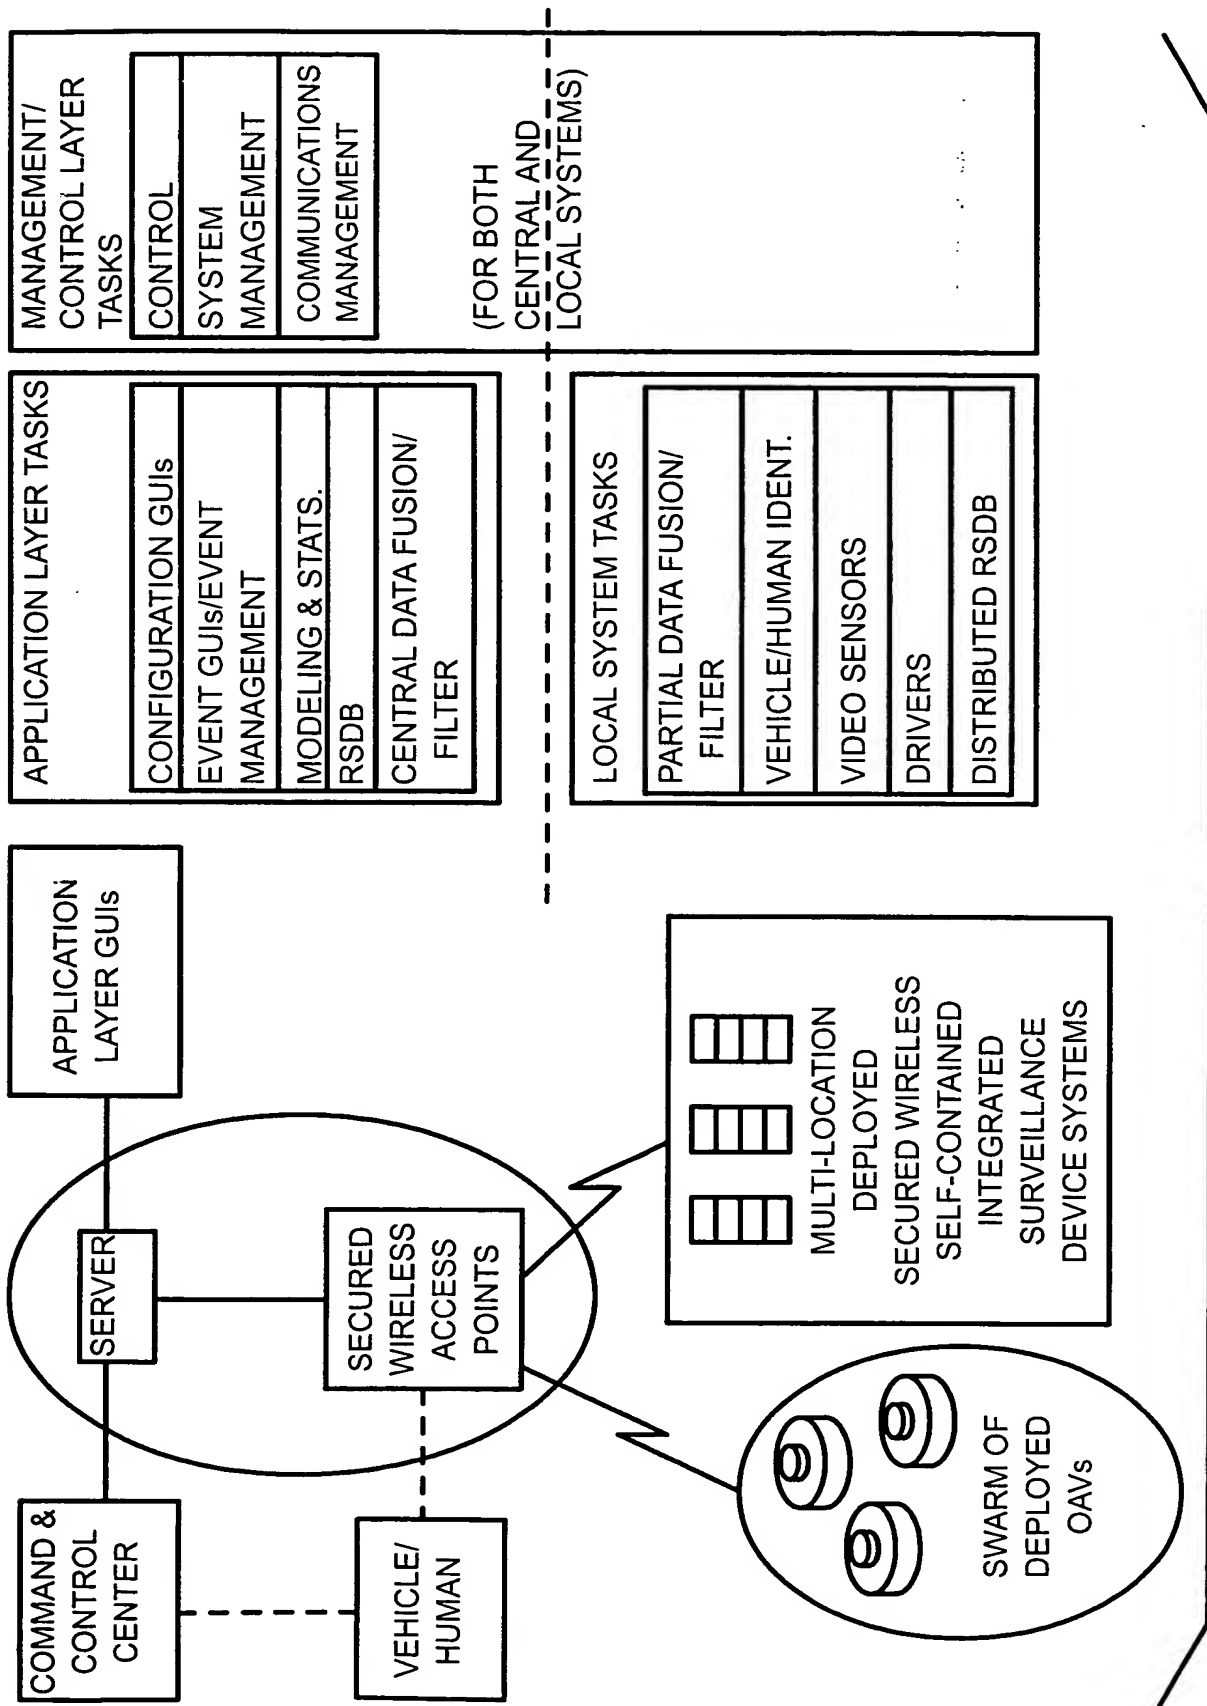 COMMAND &
CONTROL
CENTER
SERVER
APPLICATION
LAYER GUIs
VEHICLE/
HUMAN
SECURED
WIRELESS
ACCESS
POINTS
SWARM OF
DEPLOYED
OAVs
MULTI-LOCATION
DEPLOYED
SECURED WIRELESS
SELF-CONTAINED
INTEGRATED
SURVEILLANCE
DEVICE SYSTEMS
APPLICATION LAYER TASKS
CONFIGURATION GUIs
EVENT GUIs/EVENT
MANAGEMENT
MODELING & STATS.
RSDB
CENTRAL DATA FUSION/
FILTER
LOCAL SYSTEM TASKS
PARTIAL DATA FUSION/
FILTER
VEHICLE/HUMAN IDENT.
VIDEO SENSORS
DRIVERS
DISTRIBUTED RSDB
MANAGEMENT/
CONTROL LAYER
TASKS
CONTROL
SYSTEM
MANAGEMENT
COMMUNICATIONS
MANAGEMENT
(FOR BOTH
CENTRAL AND
LOCAL SYSTEMS)